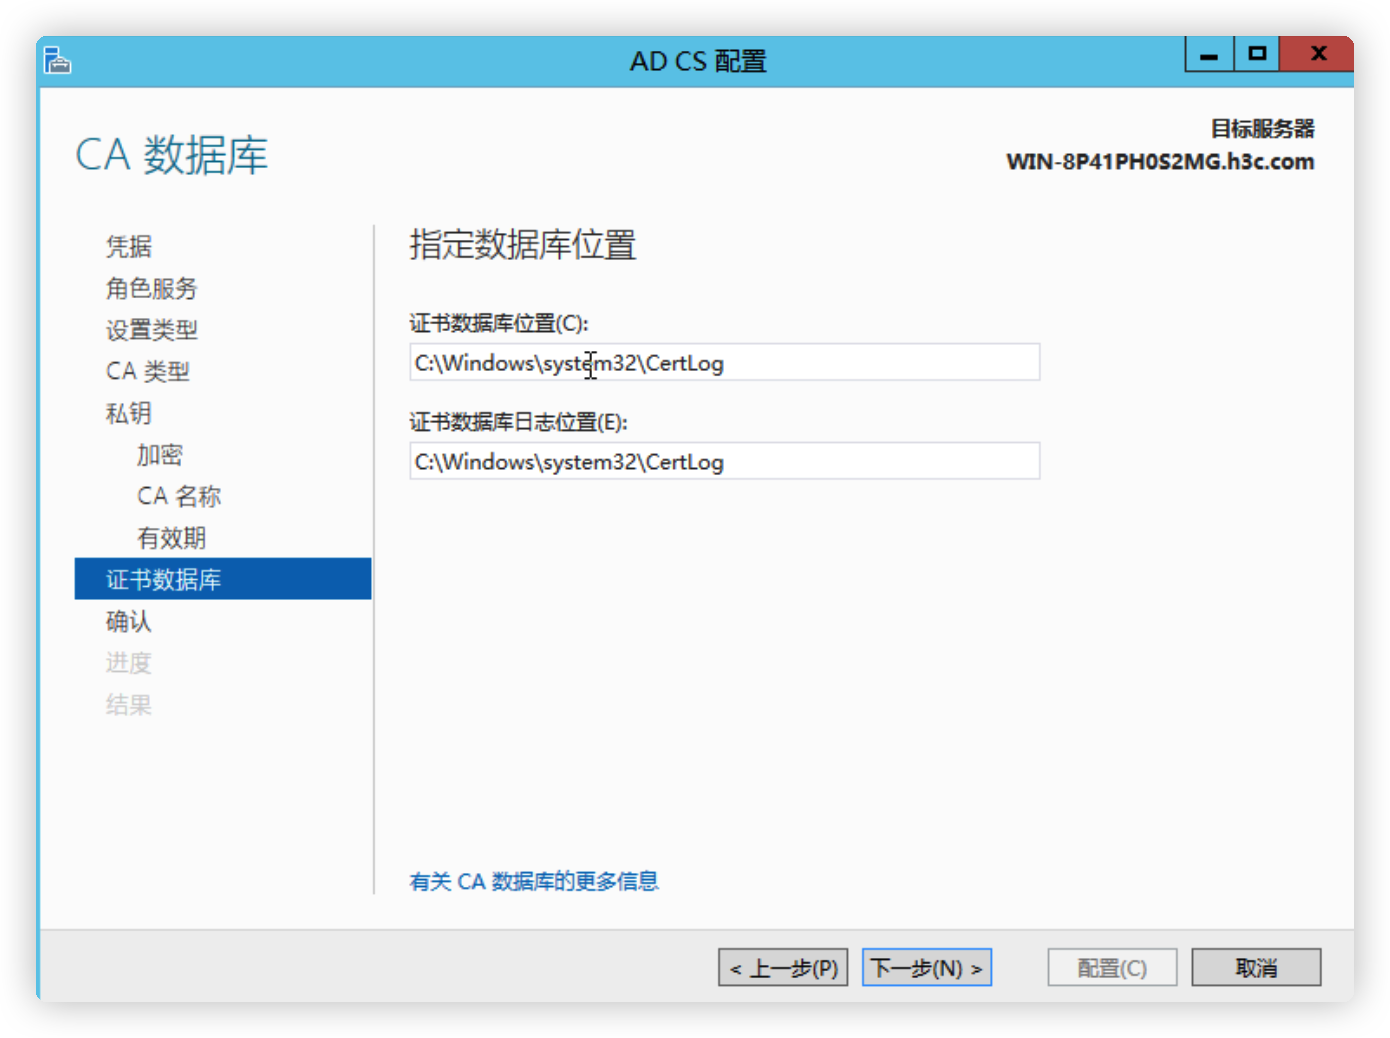 AD CS 配置
CA 数据库
目标服务器
WIN-8P41PH0S2MG.h3c.com
凭据
角色服务
设置类型
CA 类型
私钥
加密
CA 名称
有效期
证书数据库
确认
进度
结果
指定数据库位置
证书数据库位置(C):
C:\Windows\system32\CertLog
证书数据库日志位置(E):
C:\Windows\system32\CertLog
有关 CA 数据库的更多信息
< 上一步(P)
下一步(N) >
配置(C)
取消